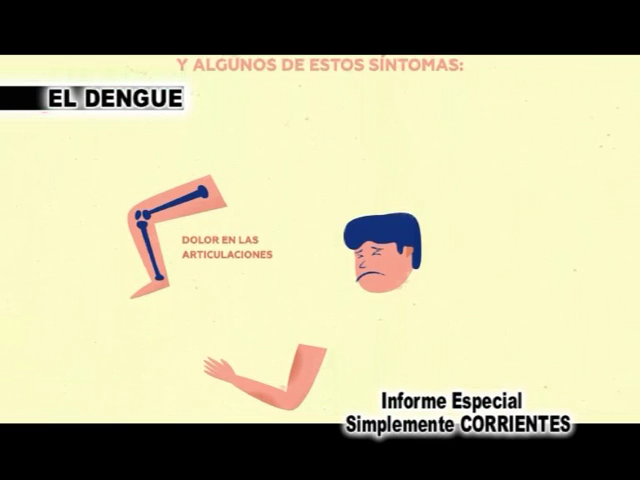 Y ALGUNOS DE ESTOS SÍNTOMAS:
EL DENGUE
DOLOR EN LAS
ARTICULACIONES
Informe Especial
Simplemente CORRIENTES